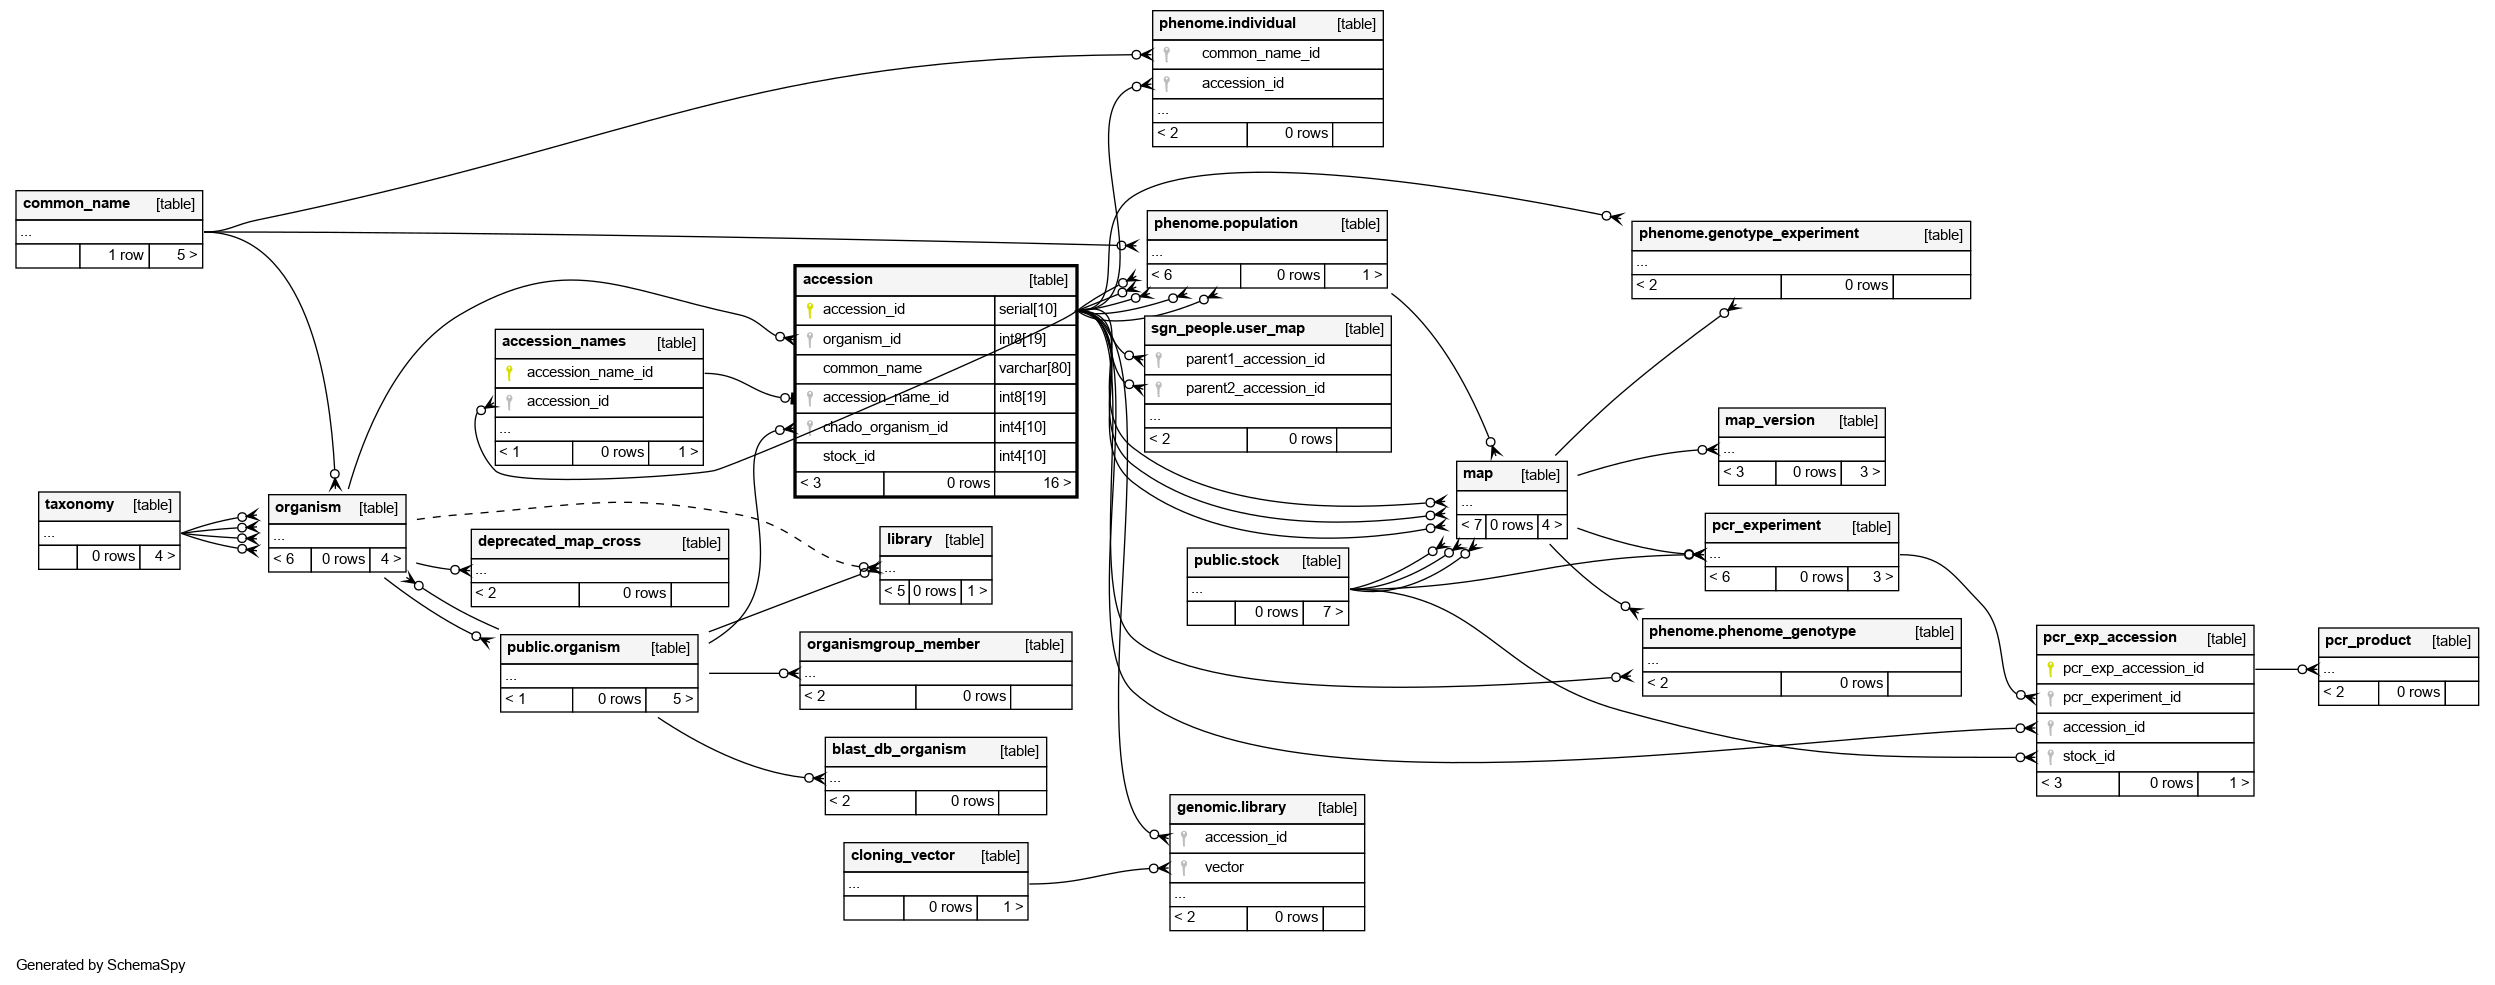 phenome.individual [table]
common_name_id
accession_id
...
< 2 0 rows
common_name [table]
...
1 row 5 >
phenome.population [table]
...
< 6 0 rows 1 >
phenome.genotype_experiment [table]
...
< 2 0 rows
accession [table]
accession_id serial[10]
organism_id int8[19]
common_name varchar[80]
accession_name_id int8[19]
chado_organism_id int4[10]
stock_id int4[10]
< 3 0 rows 16 >
accession_names [table]
accession_name_id
accession_id
...
< 1 0 rows 1 >
sgn_people.user_map [table]
parent1_accession_id
parent2_accession_id
...
< 2 0 rows
map_version [table]
...
< 3 0 rows 3 >
map [table]
...
< 7 0 rows 4 >
taxonomy [table]
...
0 rows 4 >
organism [table]
...
< 6 0 rows 4 >
deprecated_map_cross [table]
...
< 2 0 rows
library [table]
...
< 5 0 rows 1 >
public.stock [table]
...
0 rows 7 >
pcr_experiment [table]
...
< 6 0 rows 3 >
public.organism [table]
...
< 1 0 rows 5 >
organismgroup_member [table]
...
< 2 0 rows
phenome.phenome_genotype [table]
...
< 2 0 rows
pcr_exp_accession [table]
pcr_exp_accession_id
pcr_experiment_id
accession_id
stock_id
< 3 0 rows 1 >
pcr_product [table]
...
< 2 0 rows
blast_db_organism [table]
...
< 2 0 rows
genomic.library [table]
accession_id
vector
...
< 2 0 rows
cloning_vector [table]
...
0 rows 1 >
Generated by SchemaSpy